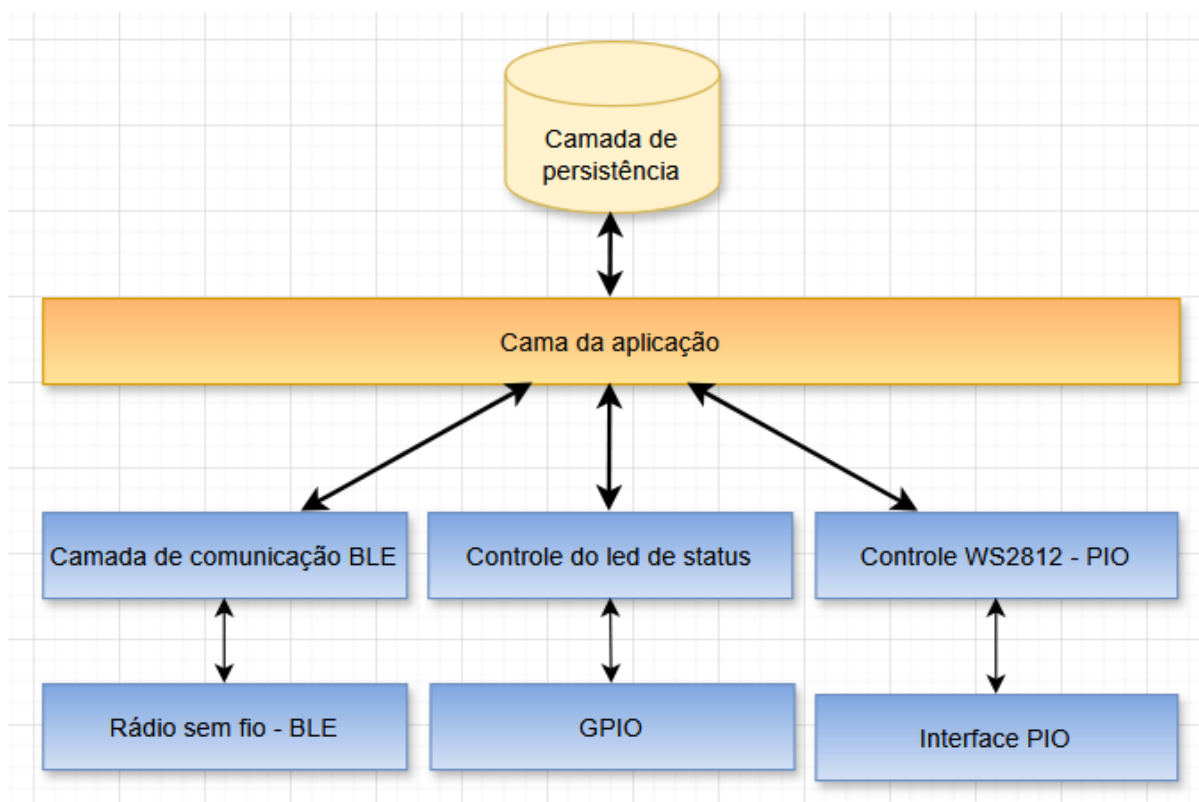 Camada de
persistência
Cama da aplicação
Camada de comunicação BLE
Controle do led de status
Controle WS2812 - PIO
Rádio sem fio - BLE
GPIO
Interface PIO